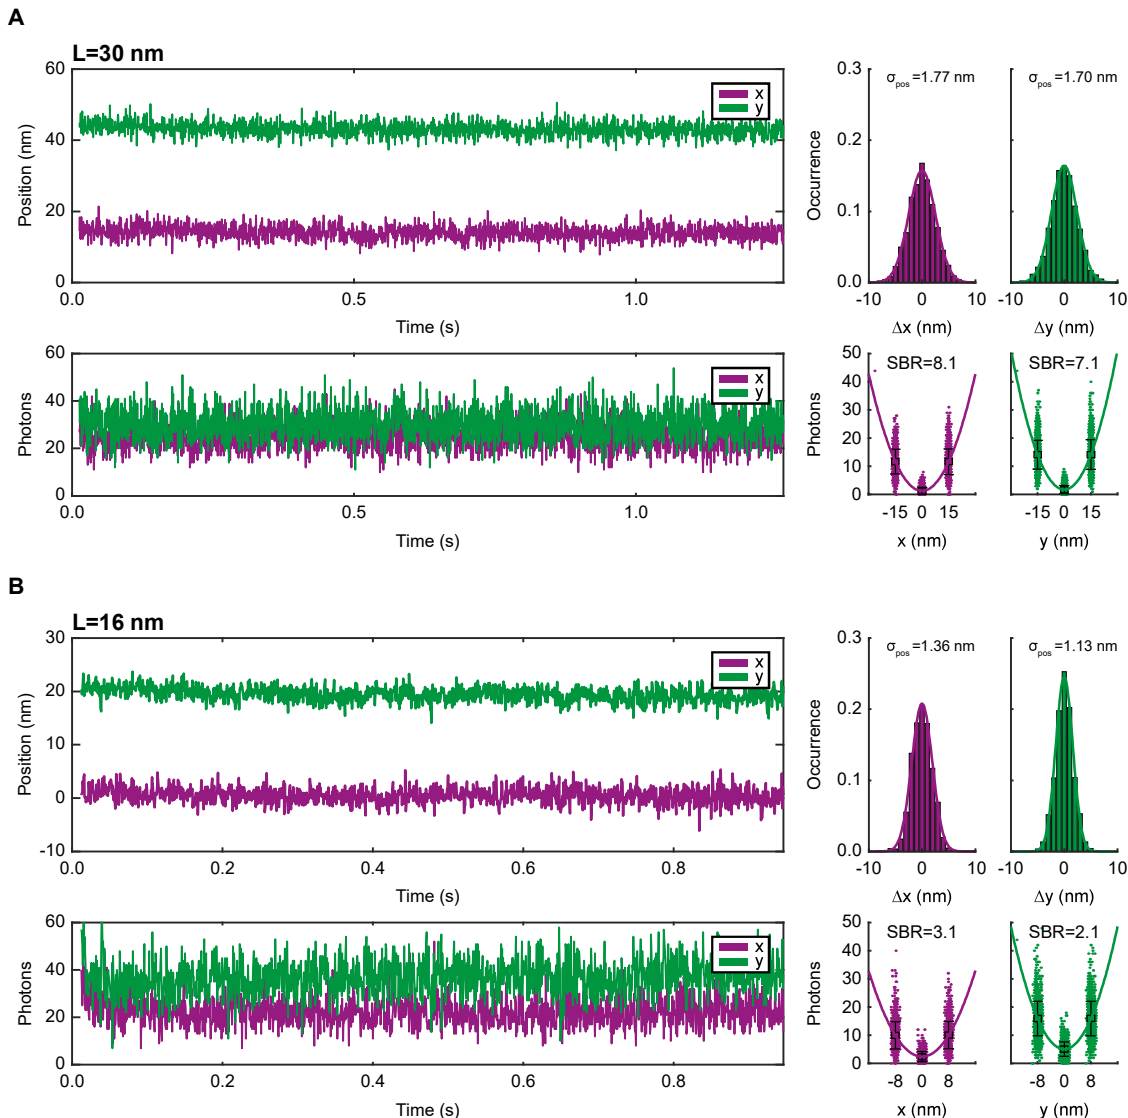 A
L=30 nm
60
40
20
0
Position (nm)
x
y
0.0
0.5
1.0
Time (s)
0.3
0.2
0.1
0.0
Occurrence
σpos=1.77 nm
-10
0
10
Δx (nm)
σpos=1.70 nm
-10
0
10
Δy (nm)
60
40
20
0
Photons
x
y
0.0
0.5
1.0
Time (s)
50
40
30
20
10
0
Photons
SBR=8.1
-15 0 15
x (nm)
SBR=7.1
-15 0 15
y (nm)
B
L=16 nm
30
20
10
0
-10
Position (nm)
x
y
0.0
0.2
0.4
0.6
0.8
Time (s)
0.3
0.2
0.1
0.0
Occurrence
σpos=1.36 nm
-10
0
10
Δx (nm)
σpos=1.13 nm
-10
0
10
Δy (nm)
60
40
20
0
Photons
x
y
0.0
0.2
0.4
0.6
0.8
Time (s)
50
40
30
20
10
0
Photons
SBR=3.1
-8 0 8
x (nm)
SBR=2.1
-8 0 8
y (nm)